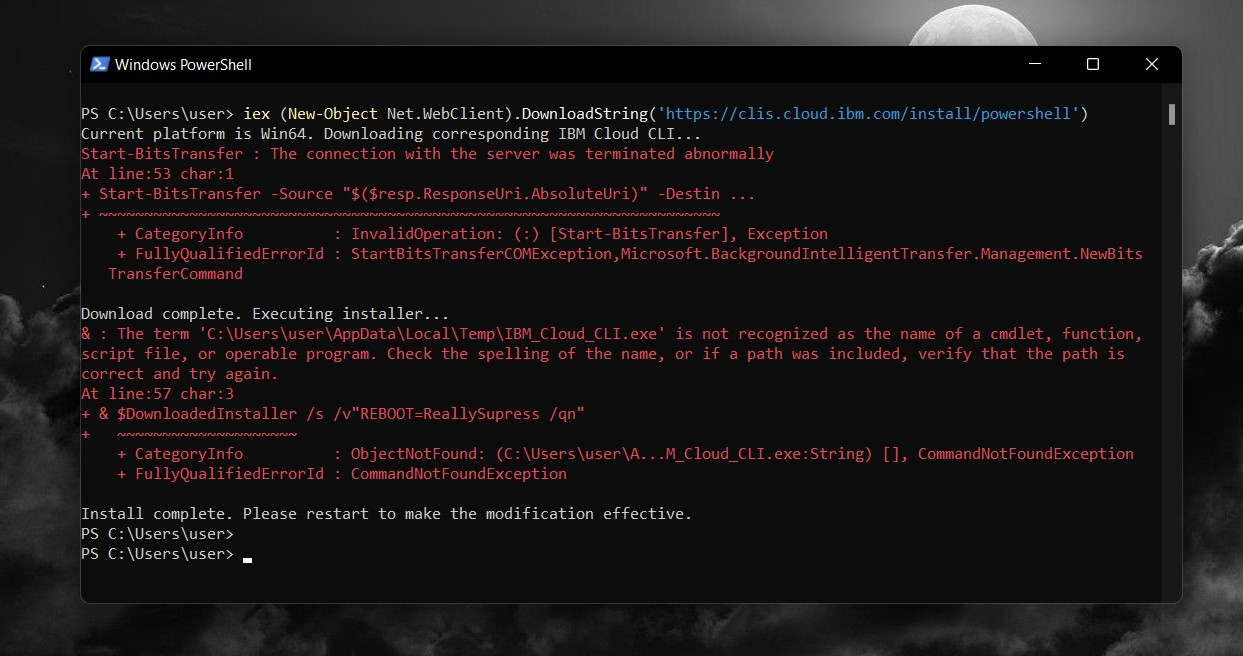 Windows PowerShell
PS C:\Users\user> iex (New-Object Net.WebClient).DownloadString('https://clis.cloud.ibm.com/install/powershell')
Current platform is Win64. Downloading corresponding IBM Cloud CLI...
Start-BitsTransfer : The connection with the server was terminated abnormally
At line:53 char:1
+ Start-BitsTransfer -Source "$($resp.ResponseUri.AbsoluteUri)" -Destin ...
+ ~~~~~~~~~~~~~~~~~~~~~~~~~~~~~~~~~~~~~~~~~~~~~~~~~~~~~~~~~~~~~~~~~~~~~
    + CategoryInfo          : InvalidOperation: (:) [Start-BitsTransfer], Exception
    + FullyQualifiedErrorId : StartBitsTransferCOMException,Microsoft.BackgroundIntelligentTransfer.Management.NewBits
   TransferCommand
Download complete. Executing installer...
& : The term 'C:\Users\user\AppData\Local\Temp\IBM_Cloud_CLI.exe' is not recognized as the name of a cmdlet, function,
script file, or operable program. Check the spelling of the name, or if a path was included, verify that the path is
correct and try again.
At line:57 char:3
+ & $DownloadedInstaller /s /v"REBOOT=ReallySupress /qn"
+   ~~~~~~~~~~~~~~~~~~~~
    + CategoryInfo          : ObjectNotFound: (C:\Users\user\A...M_Cloud_CLI.exe:String) [], CommandNotFoundException
    + FullyQualifiedErrorId : CommandNotFoundException
Install complete. Please restart to make the modification effective.
PS C:\Users\user>
PS C:\Users\user>